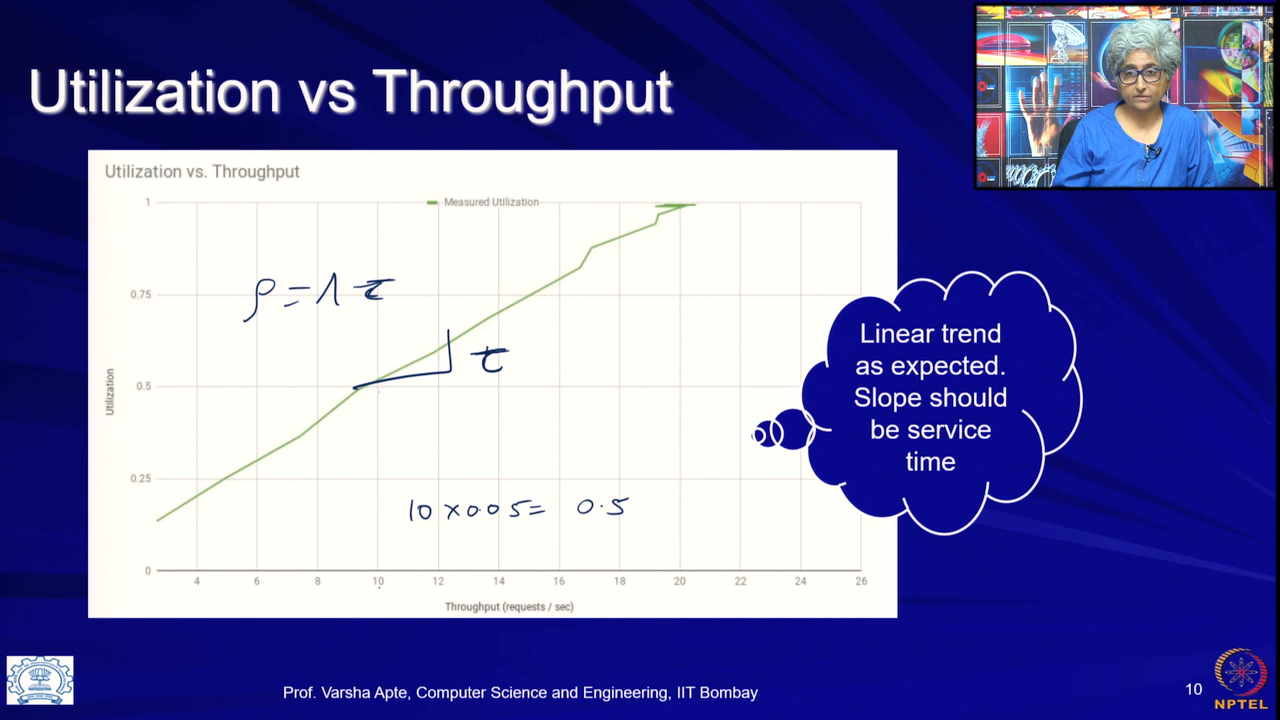 Utilization vs Throughput
Utilization vs. Throughput
Measured Utilization
1
0.75
0.5
0.25
0
Utilization
ρ = Λ τ
τ
10 x 0.05 = 0.5
4 6 8 10 12 14 16 18 20 22 24 26
Throughput (requests / sec)
Linear trend
as expected.
Slope should
be service
time
Prof. Varsha Apte, Computer Science and Engineering, IIT Bombay
10
NPTEL